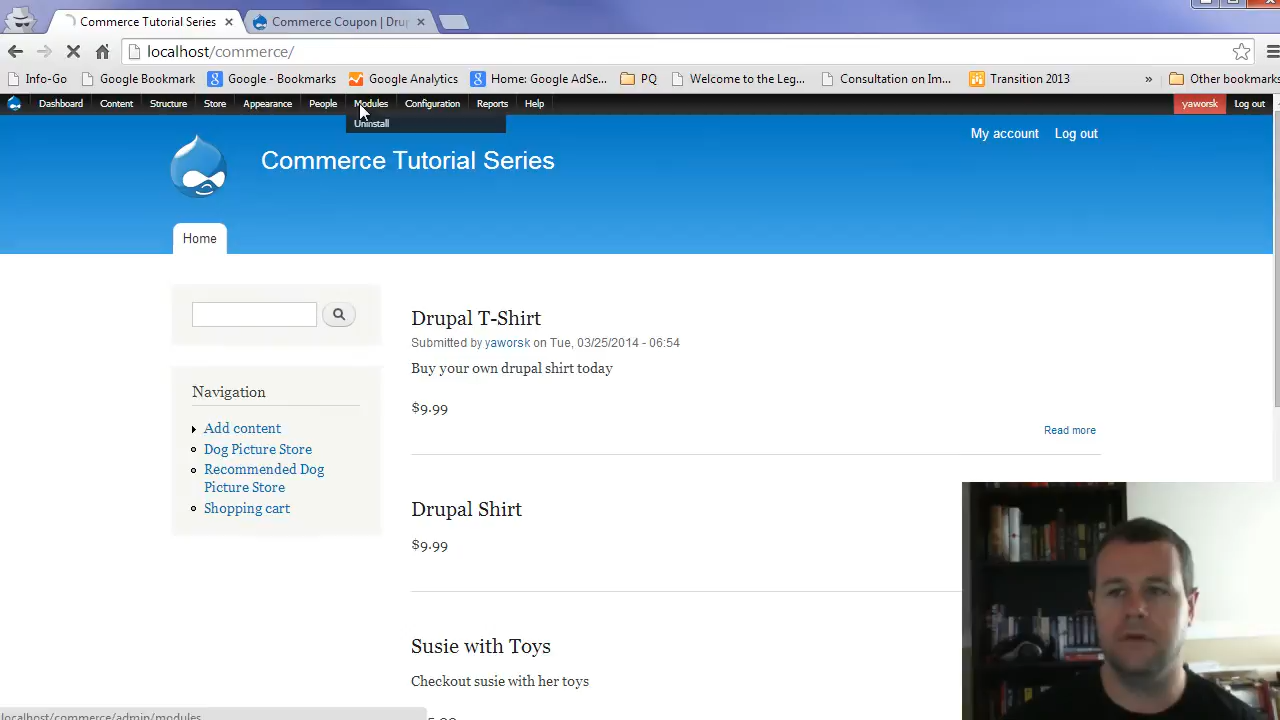 Commerce Tutorial Series
Commerce Coupon | Drup
localhost/commerce/
Info-Go
Google Bookmark
Google - Bookmarks
Google Analytics
Home: Google AdSe...
PQ
Welcome to the Leg...
Consultation on Im...
Transition 2013
»
Other bookmarks
Dashboard
Content
Structure
Store
Appearance
People
Modules
Configuration
Reports
Help
yaworsk
Log out
Uninstall
My account
Log out
Commerce Tutorial Series
Home
Drupal T-Shirt
Submitted by yaworsk on Tue, 03/25/2014 - 06:54
Buy your own drupal shirt today
$9.99
Read more
Navigation
Add content
Dog Picture Store
Recommended Dog
Picture Store
Shopping cart
Drupal Shirt
$9.99
Susie with Toys
Checkout susie with her toys
localhost/commerce/admin/modules